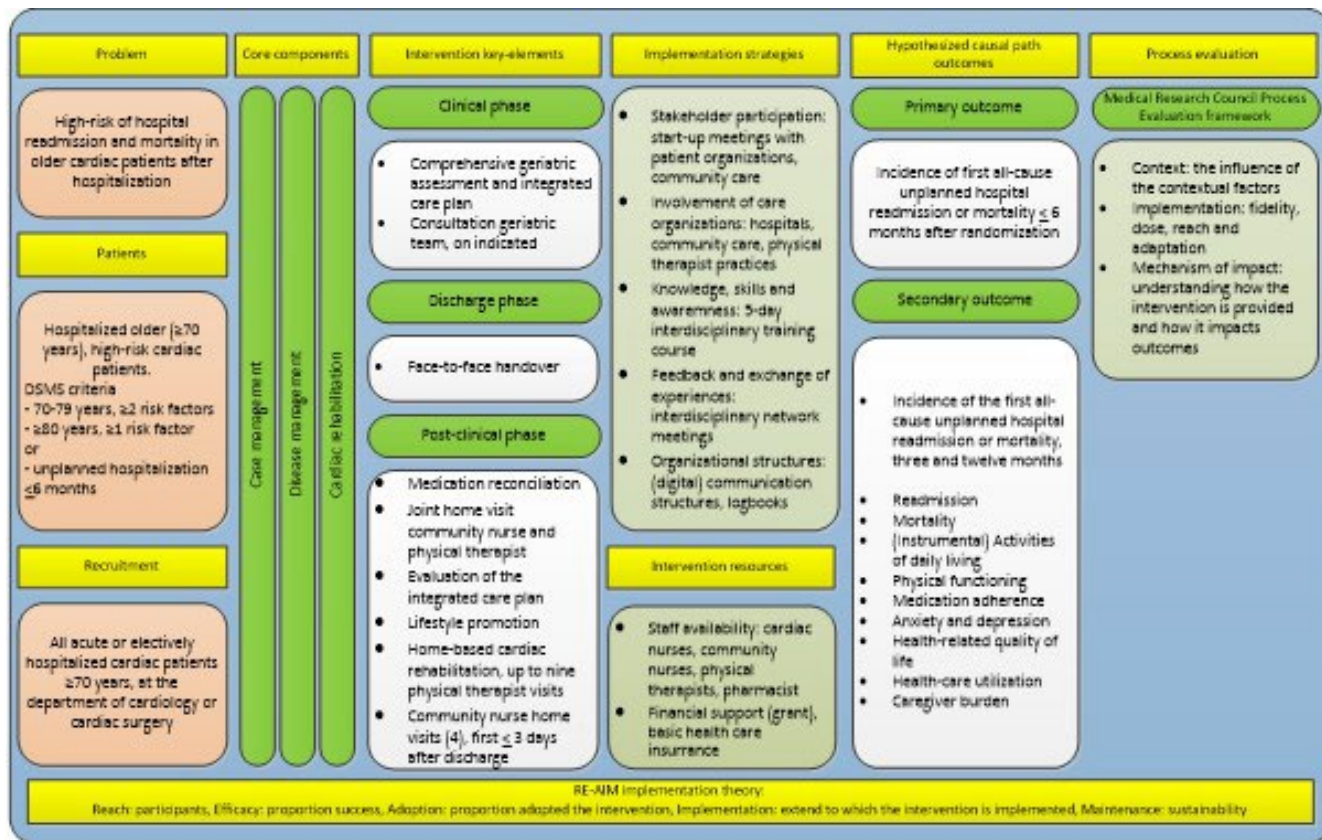 Problem
High-risk of hospital
readmission and mortality in
older cardiac patients after
hospitalization
Patients
Hospitalized older (≥70
years), high-risk cardiac
patients.
DSMS criteria
- 70-79 years, ≥2 risk factors
- ≥80 years, ≥1 risk factor
or
- unplanned hospitalization
≤6 months
Recruitment
All acute or electively
hospitalized cardiac patients
≥70 years, at the
department of cardiology or
cardiac surgery
Core components
Case management
Disease management
Cardiac rehabilitation
Intervention key-elements
Clinical phase
• Comprehensive geriatric
assessment and integrated
care plan
• Consultation geriatric
team, on indicated
Discharge phase
• Face-to-face handover
Post-clinical phase
• Medication reconciliation
• Joint home visit
community nurse and
physical therapist
• Evaluation of the
integrated care plan
• Lifestyle promotion
• Home-based cardiac
rehabilitation, up to nine
physical therapist visits
• Community nurse home
visits (4), first ≤ 3 days
after discharge
Implementation strategies
• Stakeholder participation:
start-up meetings with
patient organizations,
community care
• Involvement of care
organizations: hospitals,
community care, physical
therapist practices
• Knowledge, skills and
awaremness: 5-day
interdisciplinary training
course
• Feedback and exchange of
experiences:
interdisciplinary network
meetings
• Organizational structures:
(digital) communication
structures, logbooks
Intervention resources
• Staff availability: cardiac
nurses, community
nurses, physical
therapists, pharmacist
• Financial support (grant),
basic health care
insurrance
Hypothesized causal path
outcomes
Primary outcome
Incidence of first all-cause
unplanned hospital
readmission or mortality ≤ 6
months after randomization
Secondary outcome
• Incidence of the first all-
cause unplanned hospital
readmission or mortality,
three and twelve months
• Readmission
• Mortality
• (Instrumental) Activities
of daily living
• Physical functioning
• Medication adherence
• Anxiety and depression
• Health-related quality of
life
• Health-care utilization
• Caregiver burden
Process evaluation
Medical Research Council Process
Evaluation framework
• Context: the influence of
the contextual factors
• Implementation: fidelity,
dose, reach and
adaptation
• Mechanism of impact:
understanding how the
intervention is provided
and how it impacts
outcomes
RE-AIM implementation theory:
Reach: participants, Efficacy: proportion success, Adoption: proportion adopted the intervention, Implementation: extend to which the intervention is implemented, Maintenance: sustainability